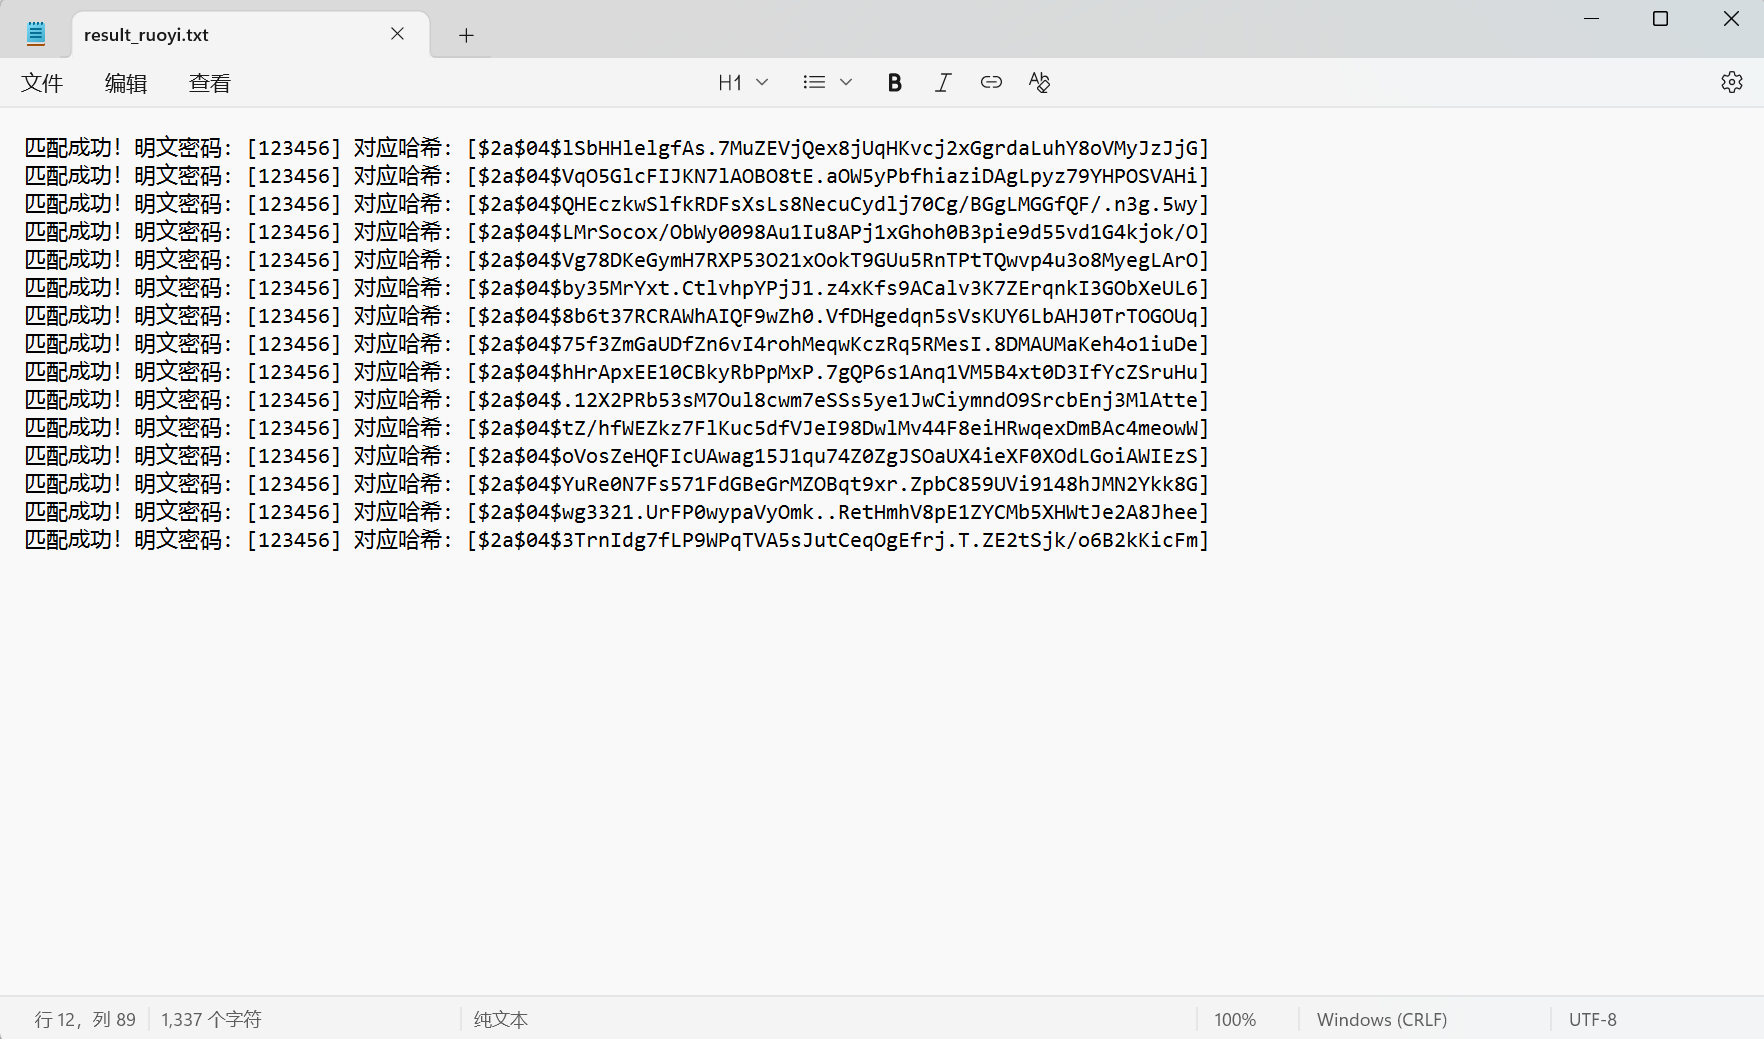 result_ruoyi.txt
文件 编辑 查看 H1 B I
匹配成功! 明文密码: [123456] 对应哈希: [$2a$04$lSbHHlelgfAs.7MuZEVjQex8jUqHKvcj2xGgrdaLuhY8oVMyJzJjG]
匹配成功! 明文密码: [123456] 对应哈希: [$2a$04$VqO5GlcFIJKN7lAOBO8tE.aOW5yPbfhiaziDAgLpyz79YHPOSVAHi]
匹配成功! 明文密码: [123456] 对应哈希: [$2a$04$QHEczkwSlfkRDFsXsLs8NecuCydlj70Cg/BGgLMGGfQF/.n3g.5wy]
匹配成功! 明文密码: [123456] 对应哈希: [$2a$04$LMrSocox/ObWy0098Au1Iu8APj1xGhoh0B3pie9d55vd1G4kjok/O]
匹配成功! 明文密码: [123456] 对应哈希: [$2a$04$Vg78DKeGymH7RXP53O21xOokT9GUu5RnTPtTQwvp4u3o8MyegLArO]
匹配成功! 明文密码: [123456] 对应哈希: [$2a$04$by35MrYxt.CtlvhpYPjJ1.z4xKfs9ACalv3K7ZErqnkI3GObXeUL6]
匹配成功! 明文密码: [123456] 对应哈希: [$2a$04$8b6t37RCRAWhAIQF9wZh0.VfDHgedqn5sVsKUY6LbAHJ0TrTOGOUq]
匹配成功! 明文密码: [123456] 对应哈希: [$2a$04$75f3ZmGaUDfZn6vI4rohMeqwKczRq5RMesI.8DMAUMaKeh4o1iuDe]
匹配成功! 明文密码: [123456] 对应哈希: [$2a$04$hHrApxEE10CBkyRbPpMxP.7gQP6s1Anq1VM5B4xt0D3IfYcZSruHu]
匹配成功! 明文密码: [123456] 对应哈希: [$2a$04$.12X2PRb53sM7Oul8cwm7eSSs5ye1JwCiymndO9SrcbEnj3MlAtte]
匹配成功! 明文密码: [123456] 对应哈希: [$2a$04$tZ/hfWEZkz7FlKuc5dfVJeI98DwlMv44F8eiHRwqexDmBAc4meowW]
匹配成功! 明文密码: [123456] 对应哈希: [$2a$04$oVosZeHQFIcUAwag15J1qu74Z0ZgJSOaUX4ieXF0XOdLGoiAWIEzS]
匹配成功! 明文密码: [123456] 对应哈希: [$2a$04$YuRe0N7Fs571FdGBeGrMZOBqt9xr.ZpbC859UVi9148hJMN2Ykk8G]
匹配成功! 明文密码: [123456] 对应哈希: [$2a$04$wg3321.UrFP0wypaVyOmk..RetHmhV8pE1ZYCMb5XHWtJe2A8Jhee]
匹配成功! 明文密码: [123456] 对应哈希: [$2a$04$3TrnIdg7fLP9WPqTVA5sJutCeqOgEfrj.T.ZE2tSjk/o6B2kKicFm]
行 12，列 89 1,337 个字符 纯文本 100% Windows (CRLF) UTF-8